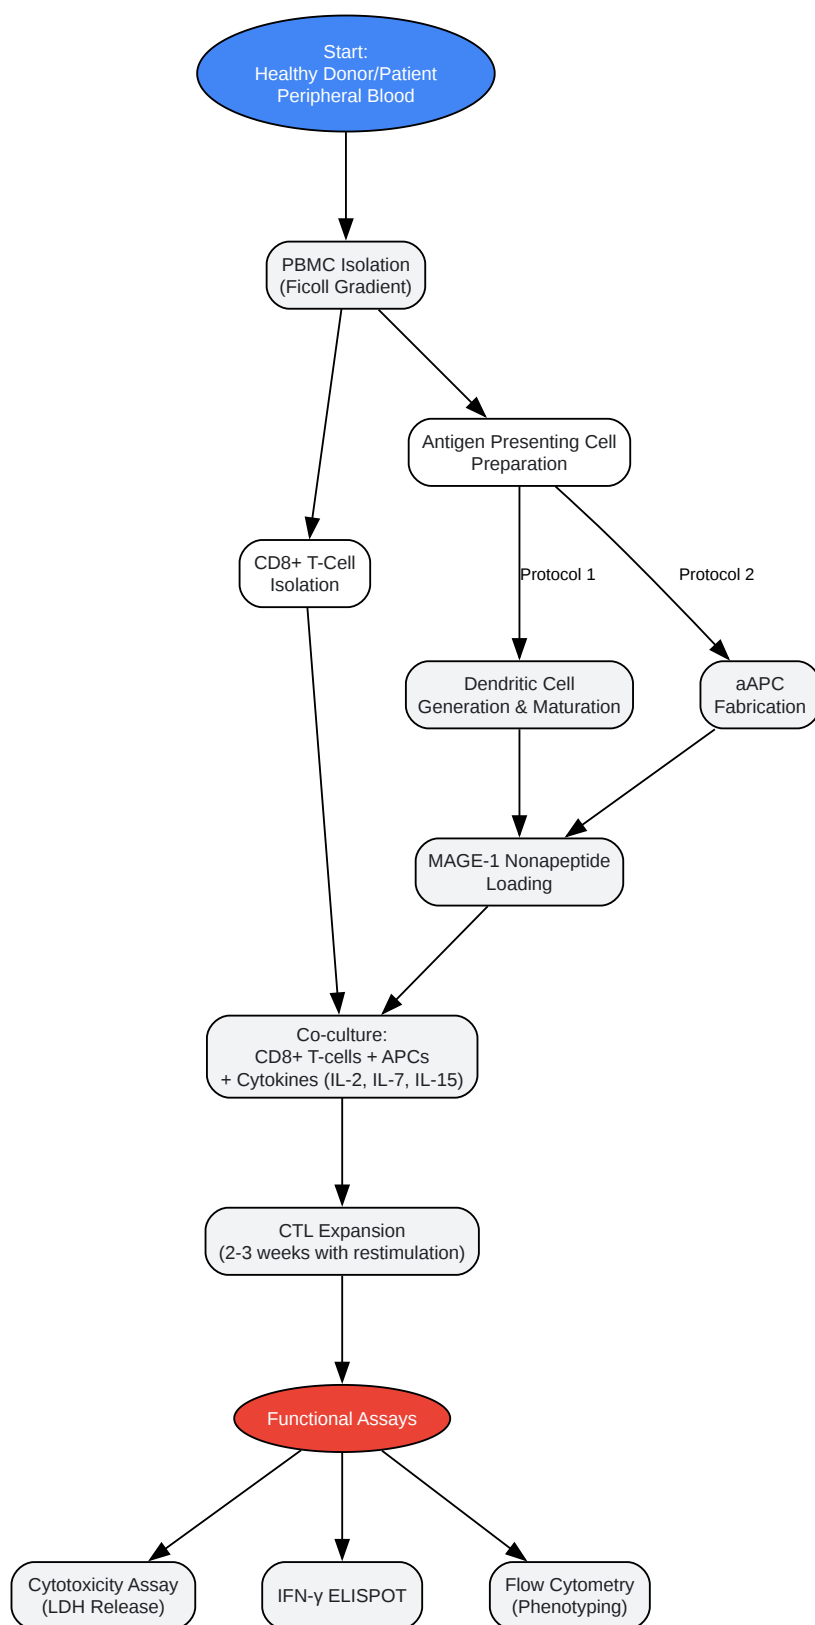 Start:
Healthy Donor/Patient
Peripheral Blood
PBMC Isolation
(Ficoll Gradient)
Antigen Presenting Cell
Preparation
CD8+ T-Cell
Isolation
Protocol 1
Protocol 2
Dendritic Cell
Generation & Maturation
aAPC
Fabrication
MAGE-1 Nonapeptide
Loading
Co-culture:
CD8+ T-cells + APCs
+ Cytokines (IL-2, IL-7, IL-15)
CTL Expansion
(2-3 weeks with restimulation)
Functional Assays
Cytotoxicity Assay
(LDH Release)
IFN-γ ELISPOT
Flow Cytometry
(Phenotyping)